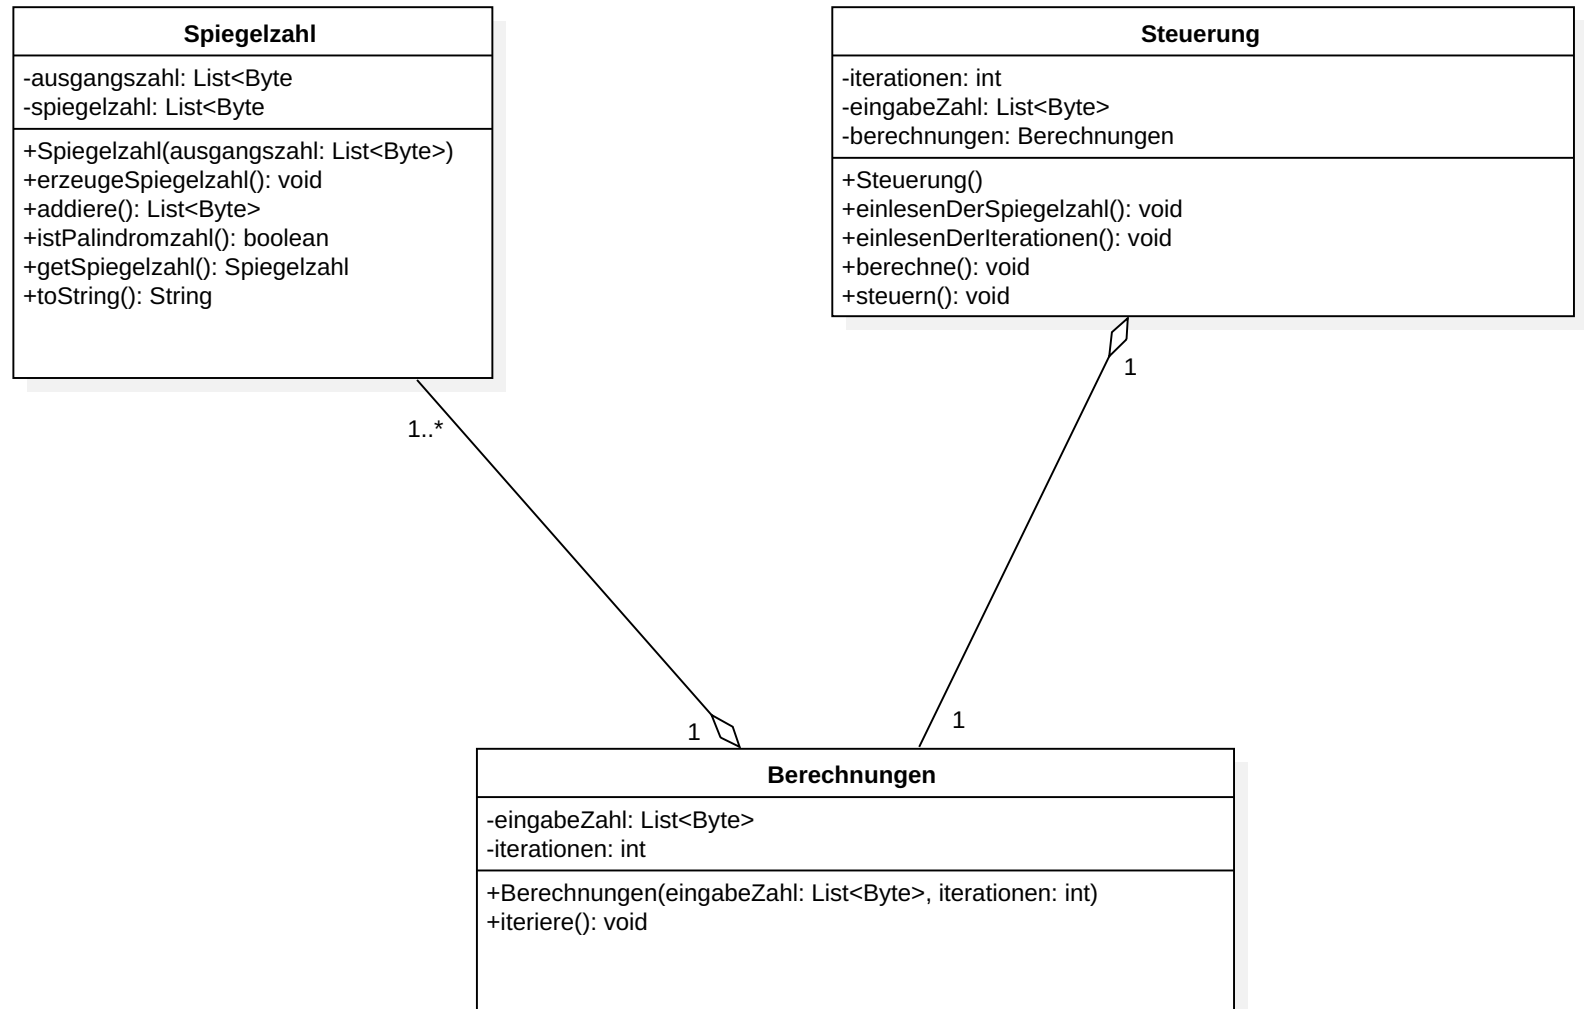 Spiegelzahl
-ausgangszahl: List<Byte
-spiegelzahl: List<Byte
+Spiegelzahl(ausgangszahl: List<Byte>)
+erzeugeSpiegelzahl(): void
+addiere(): List<Byte>
+istPalindromzahl(): boolean
+getSpiegelzahl(): Spiegelzahl
+toString(): String
Steuerung
-iterationen: int
-eingabeZahl: List<Byte>
-berechnungen: Berechnungen
+Steuerung()
+einlesenDerSpiegelzahl(): void
+einlesenDerIterationen(): void
+berechne(): void
+steuern(): void
1
1..*
1
1
Berechnungen
-eingabeZahl: List<Byte>
-iterationen: int
+Berechnungen(eingabeZahl: List<Byte>, iterationen: int)
+iteriere(): void